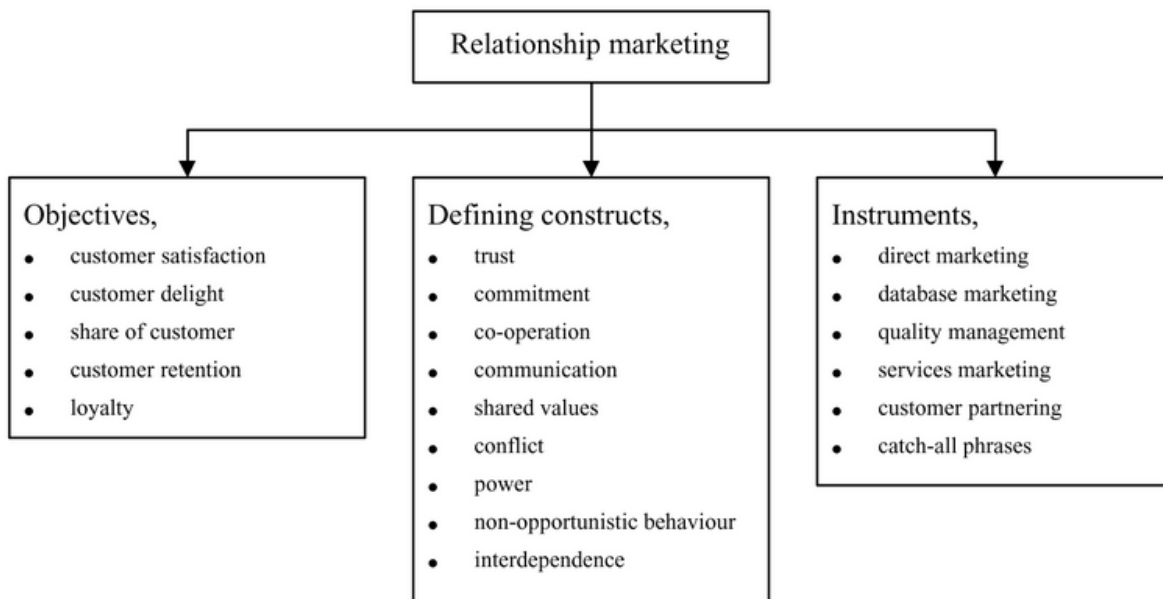 Relationship marketing
Objectives,
• customer satisfaction
• customer delight
• share of customer
• customer retention
• loyalty
Defining constructs,
• trust
• commitment
• co-operation
• communication
• shared values
• conflict
• power
• non-opportunistic behaviour
• interdependence
Instruments,
• direct marketing
• database marketing
• quality management
• services marketing
• customer partnering
• catch-all phrases